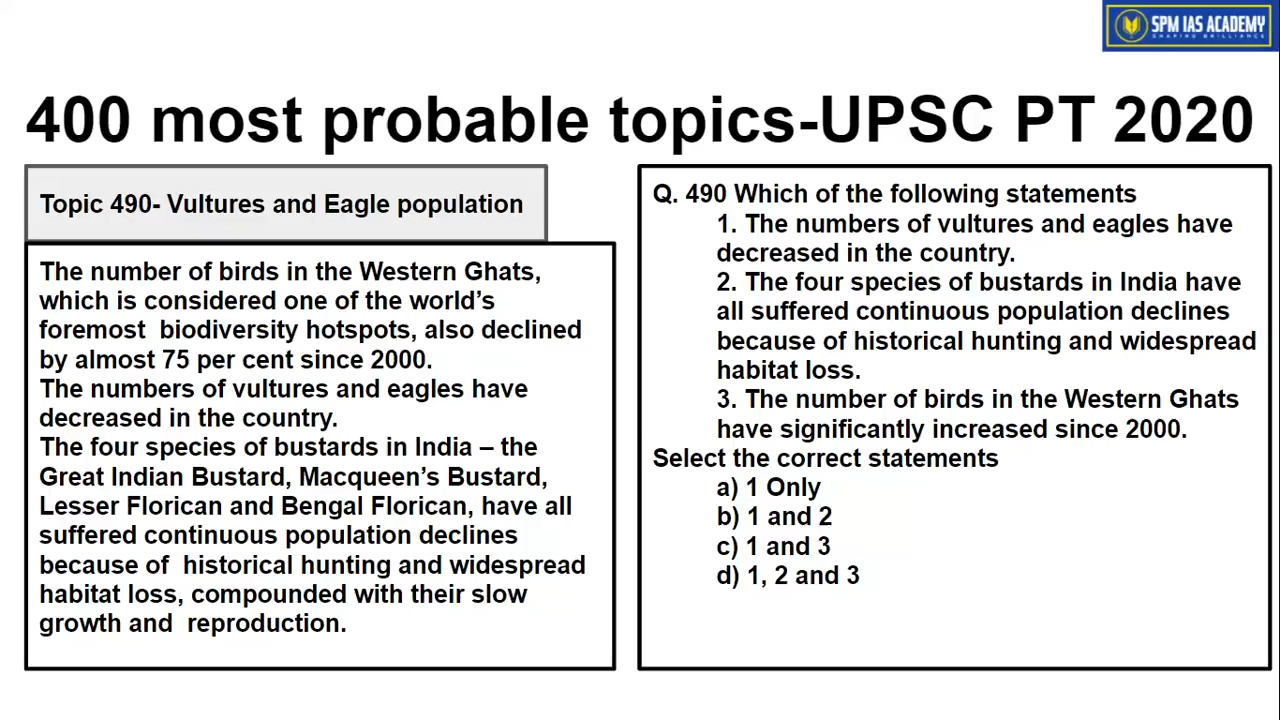 SPM IAS ACADEMY
SHAPING BRILLIANCE
400 most probable topics-UPSC PT 2020
Topic 490- Vultures and Eagle population
The number of birds in the Western Ghats,
which is considered one of the world's
foremost biodiversity hotspots, also declined
by almost 75 per cent since 2000.
The numbers of vultures and eagles have
decreased in the country.
The four species of bustards in India – the
Great Indian Bustard, Macqueen's Bustard,
Lesser Florican and Bengal Florican, have all
suffered continuous population declines
because of historical hunting and widespread
habitat loss, compounded with their slow
growth and reproduction.
Q. 490 Which of the following statements
1. The numbers of vultures and eagles have
decreased in the country.
2. The four species of bustards in India have
all suffered continuous population declines
because of historical hunting and widespread
habitat loss.
3. The number of birds in the Western Ghats
have significantly increased since 2000.
Select the correct statements
a) 1 Only
b) 1 and 2
c) 1 and 3
d) 1, 2 and 3